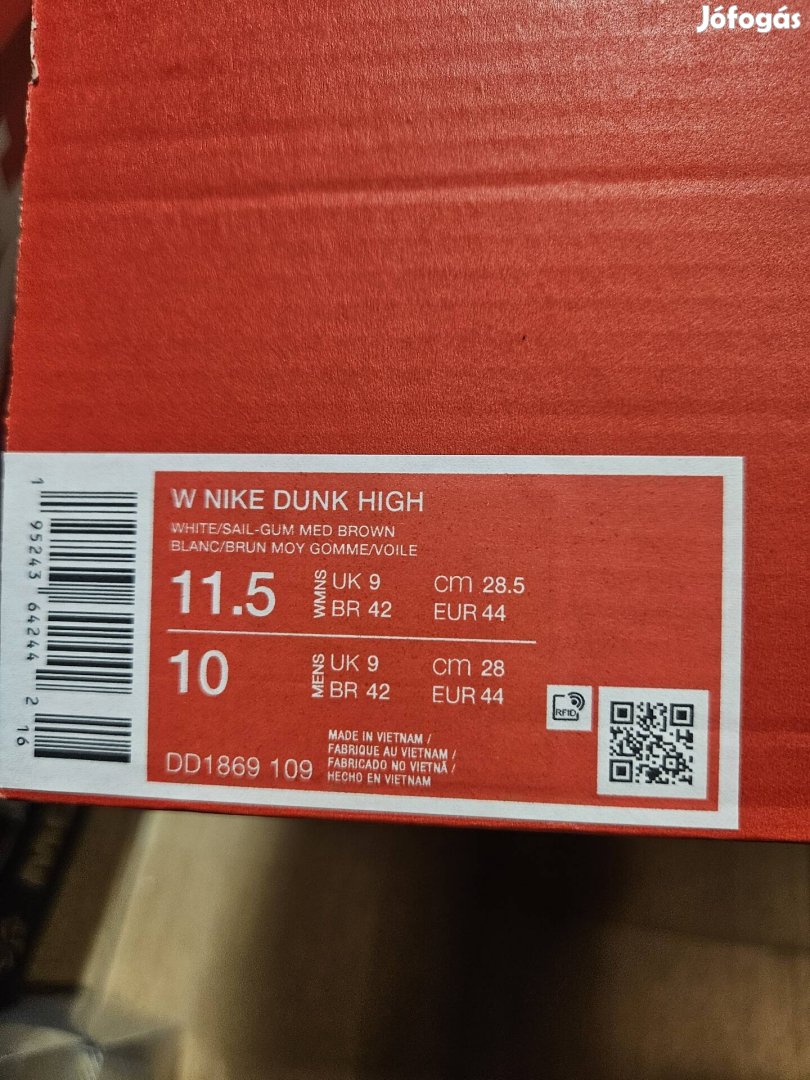 Jófogás
W NIKE DUNK HIGH
WHITE/SAIL-GUM MED BROWN
BLANC/BRUN MOY GOMME/VOILE
11.5 WMNS UK 9 cm 28.5
BR 42 EUR 44
10 MENS UK 9 cm 28
BR 42 EUR 44
RFID
DD1869 109
MADE IN VIETNAM /
FABRIQUE AU VIETNAM /
FABRICADO NO VIETNÃ /
HECHO EN VIETNAM
1 95243 64244 2 16